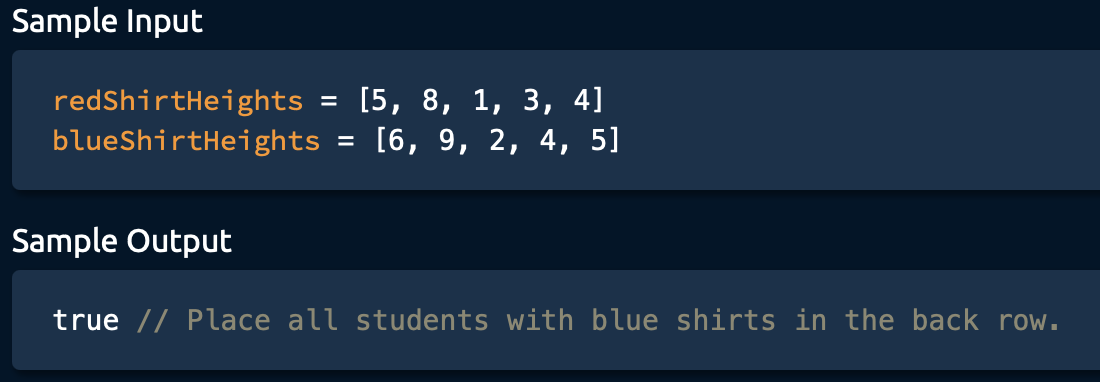 Sample Input
redShirtHeights = [5, 8, 1, 3, 4]
blueShirtHeights = [6, 9, 2, 4, 5]
Sample Output
true // Place all students with blue shirts in the back row.